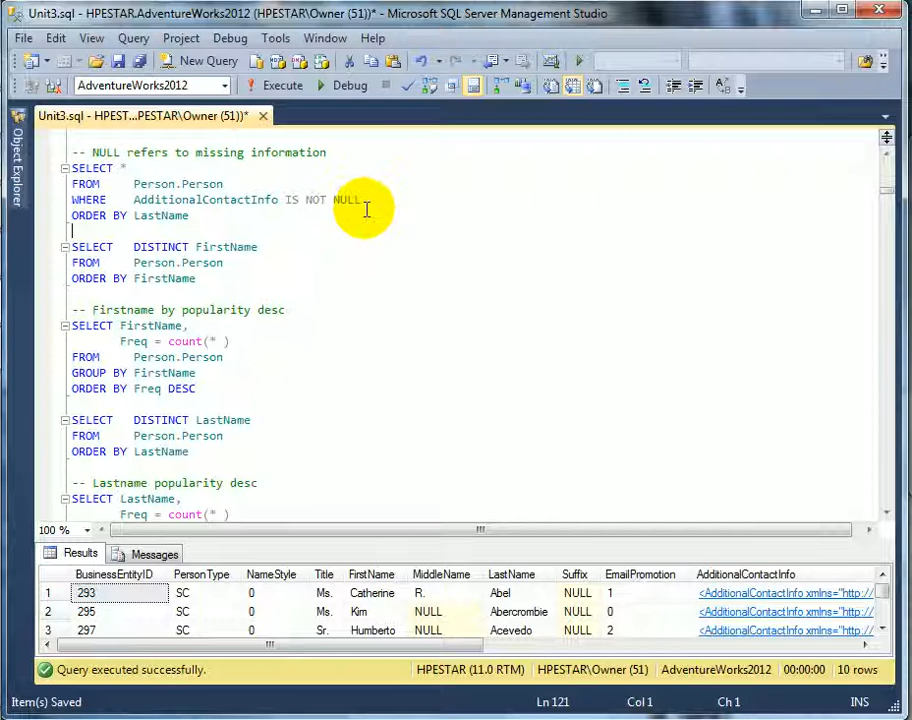 Unit3.sql - HPESTAR.AdventureWorks2012 (HPESTAR\Owner (51))* - Microsoft SQL Server Management Studio
File Edit View Query Project Debug Tools Window Help
New Query
AdventureWorks2012 Execute Debug
Unit3.sql - HPEST...PESTAR\Owner (51))*
Object Explorer
-- NULL refers to missing information
SELECT *
FROM Person.Person
WHERE AdditionalContactInfo IS NOT NULL
ORDER BY LastName
SELECT DISTINCT FirstName
FROM Person.Person
ORDER BY FirstName
-- Firstname by popularity desc
SELECT FirstName,
Freq = count(* )
FROM Person.Person
GROUP BY FirstName
ORDER BY Freq DESC
SELECT DISTINCT LastName
FROM Person.Person
ORDER BY LastName
-- Lastname popularity desc
SELECT LastName,
Freq = count(* )
100 %
Results Messages
BusinessEntityID PersonType NameStyle Title FirstName MiddleName LastName Suffix EmailPromotion AdditionalContactInfo
1 293 SC 0 Ms. Catherine R. Abel NULL 1 <AdditionalContactInfo xmlns="http://
2 295 SC 0 Ms. Kim NULL Abercrombie NULL 0 <AdditionalContactInfo xmlns="http://
3 297 SC 0 Sr. Humberto NULL Acevedo NULL 2 <AdditionalContactInfo xmlns="http://
Query executed successfully. HPESTAR (11.0 RTM) HPESTAR\Owner (51) AdventureWorks2012 00:00:00 10 rows
Item(s) Saved Ln 121 Col 1 Ch 1 INS